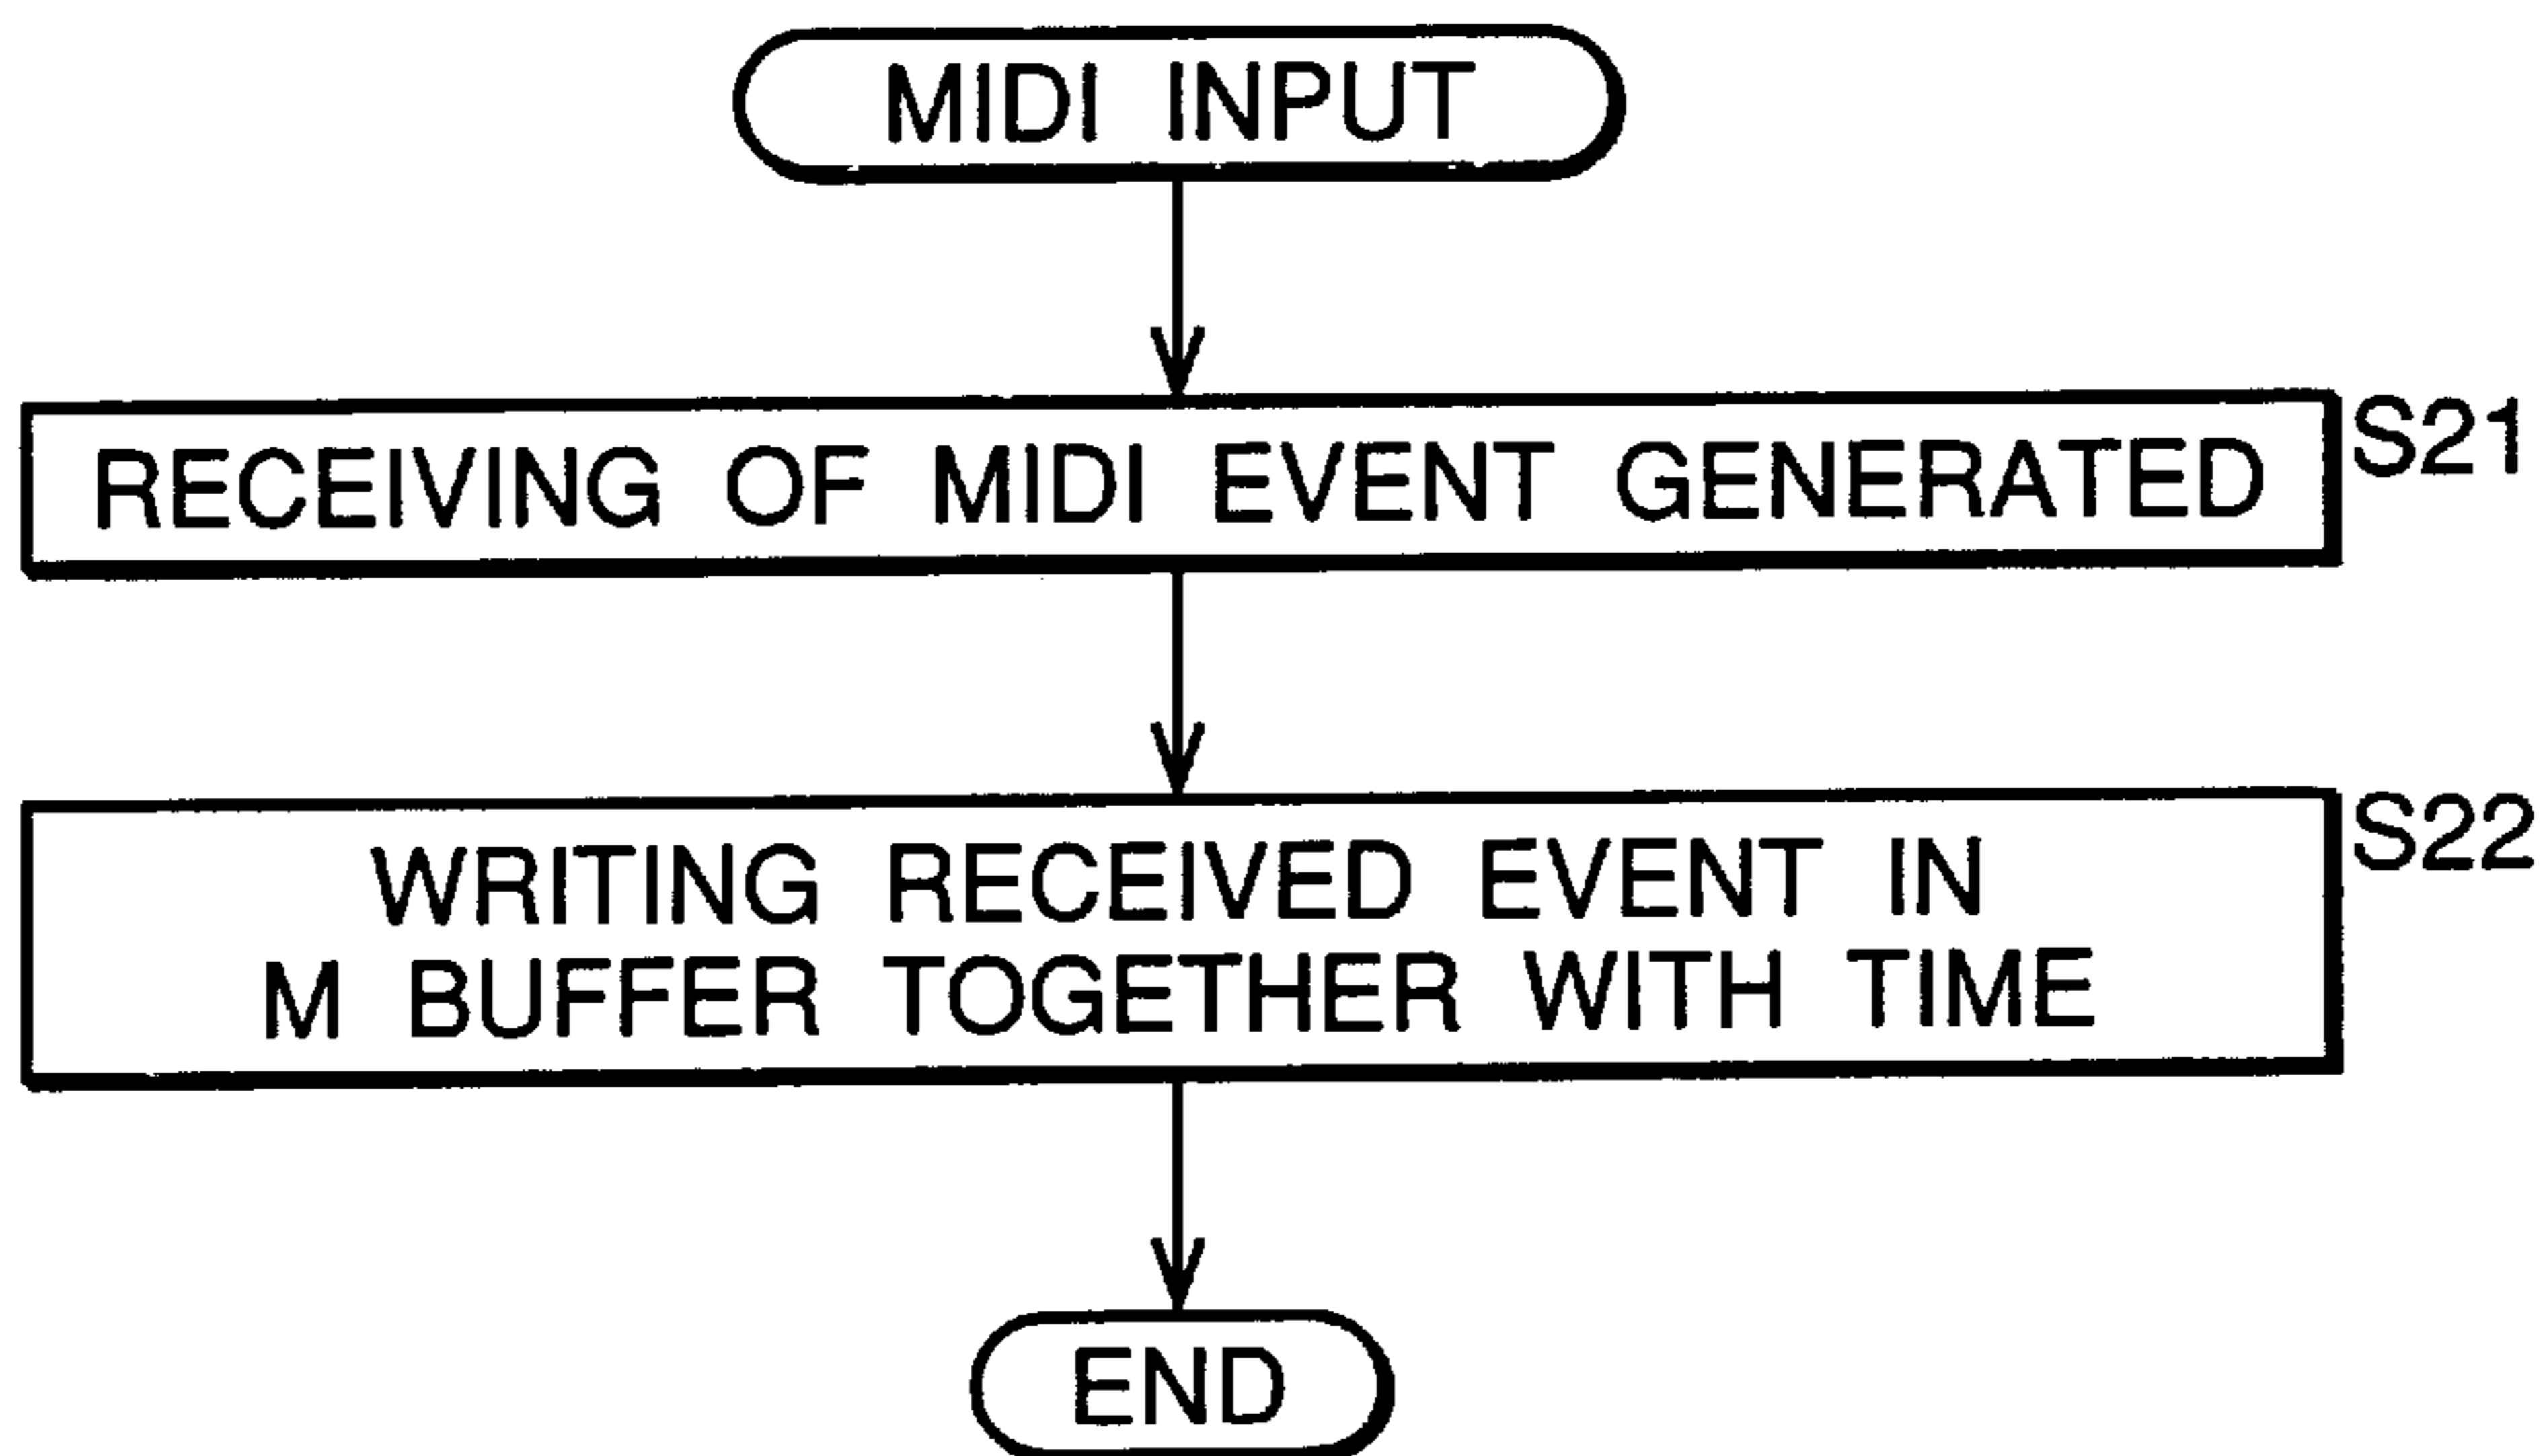 MIDI INPUT
RECEIVING OF MIDI EVENT GENERATED
S21
WRITING RECEIVED EVENT IN
M BUFFER TOGETHER WITH TIME
S22
END